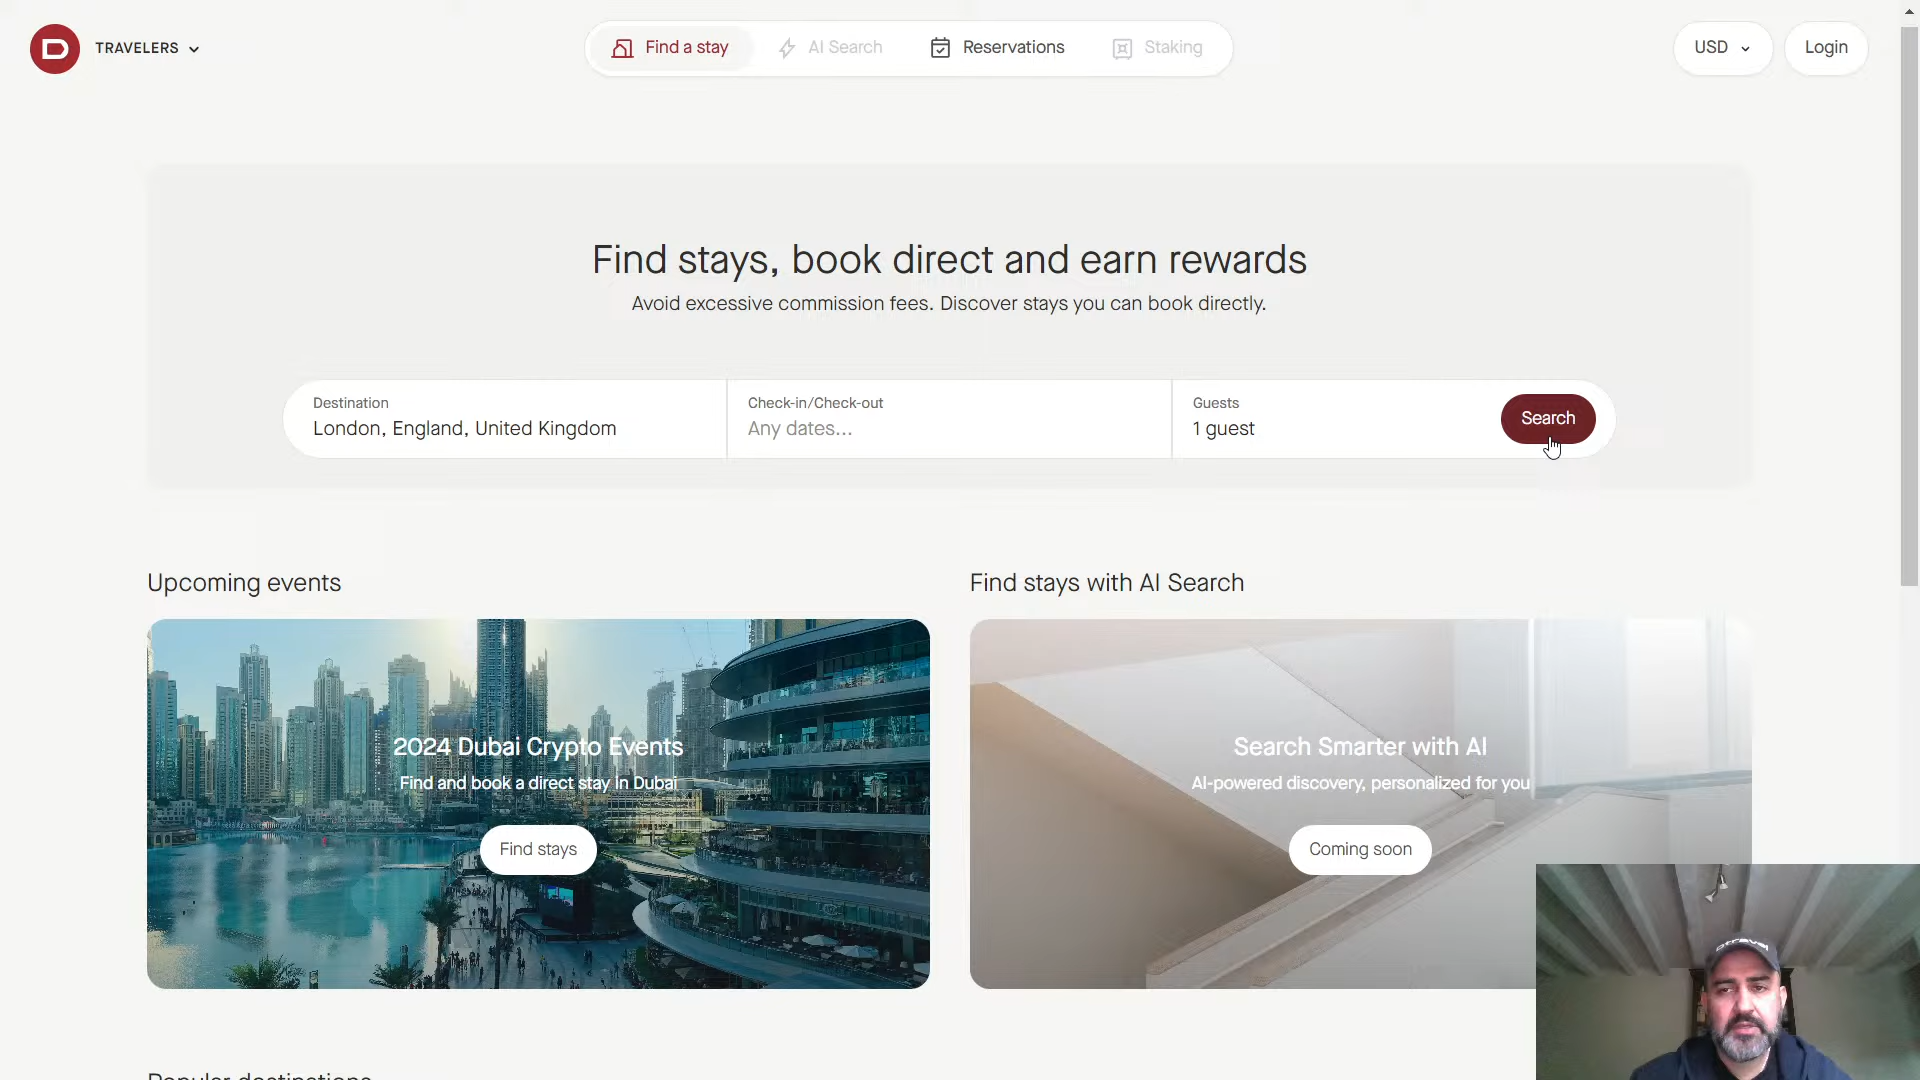 TRAVELERS
Find a stay
AI Search
Reservations
Staking
USD
Login
Find stays, book direct and earn rewards
Avoid excessive commission fees. Discover stays you can book directly.
Destination
London, England, United Kingdom
Check-in/Check-out
Any dates...
Guests
1 guest
Search
Upcoming events
Find stays with AI Search
2024 Dubai Crypto Events
Find and book a direct stay in Dubai
Find stays
Search Smarter with AI
AI-powered discovery, personalized for you
Coming soon
dtravel
Popular destinations